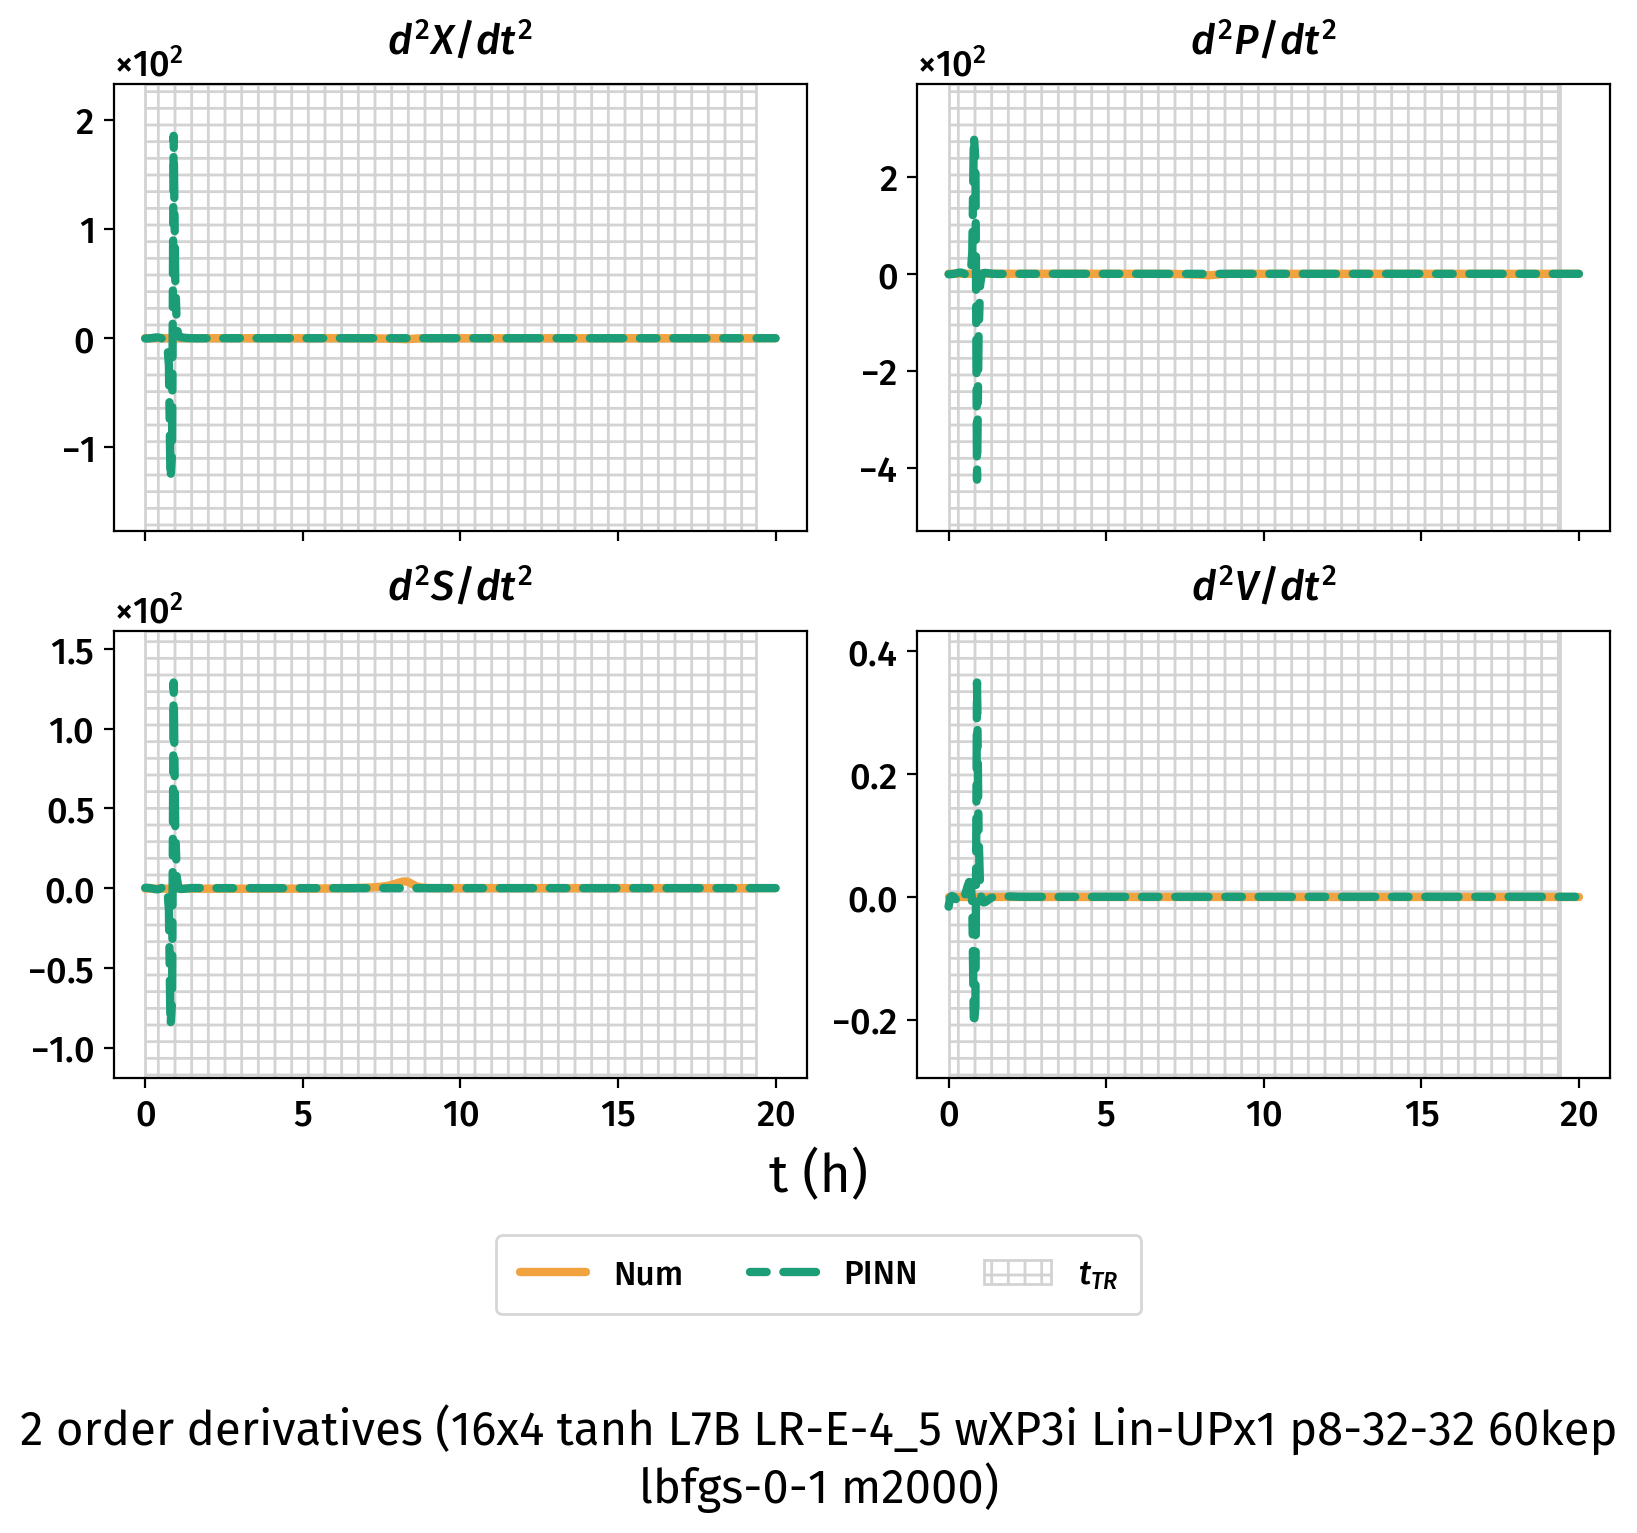 d²X/dt²
×10²
2
1
0
−1
d²P/dt²
×10²
2
0
−2
−4
d²S/dt²
×10²
1.5
1.0
0.5
0.0
−0.5
−1.0
0 5 10 15 20
d²V/dt²
0.4
0.2
0.0
−0.2
0 5 10 15 20
t (h)
Num PINN t_TR
2 order derivatives (16x4 tanh L7B LR-E-4_5 wXP3i Lin-UPx1 p8-32-32 60kep
lbfgs-0-1 m2000)